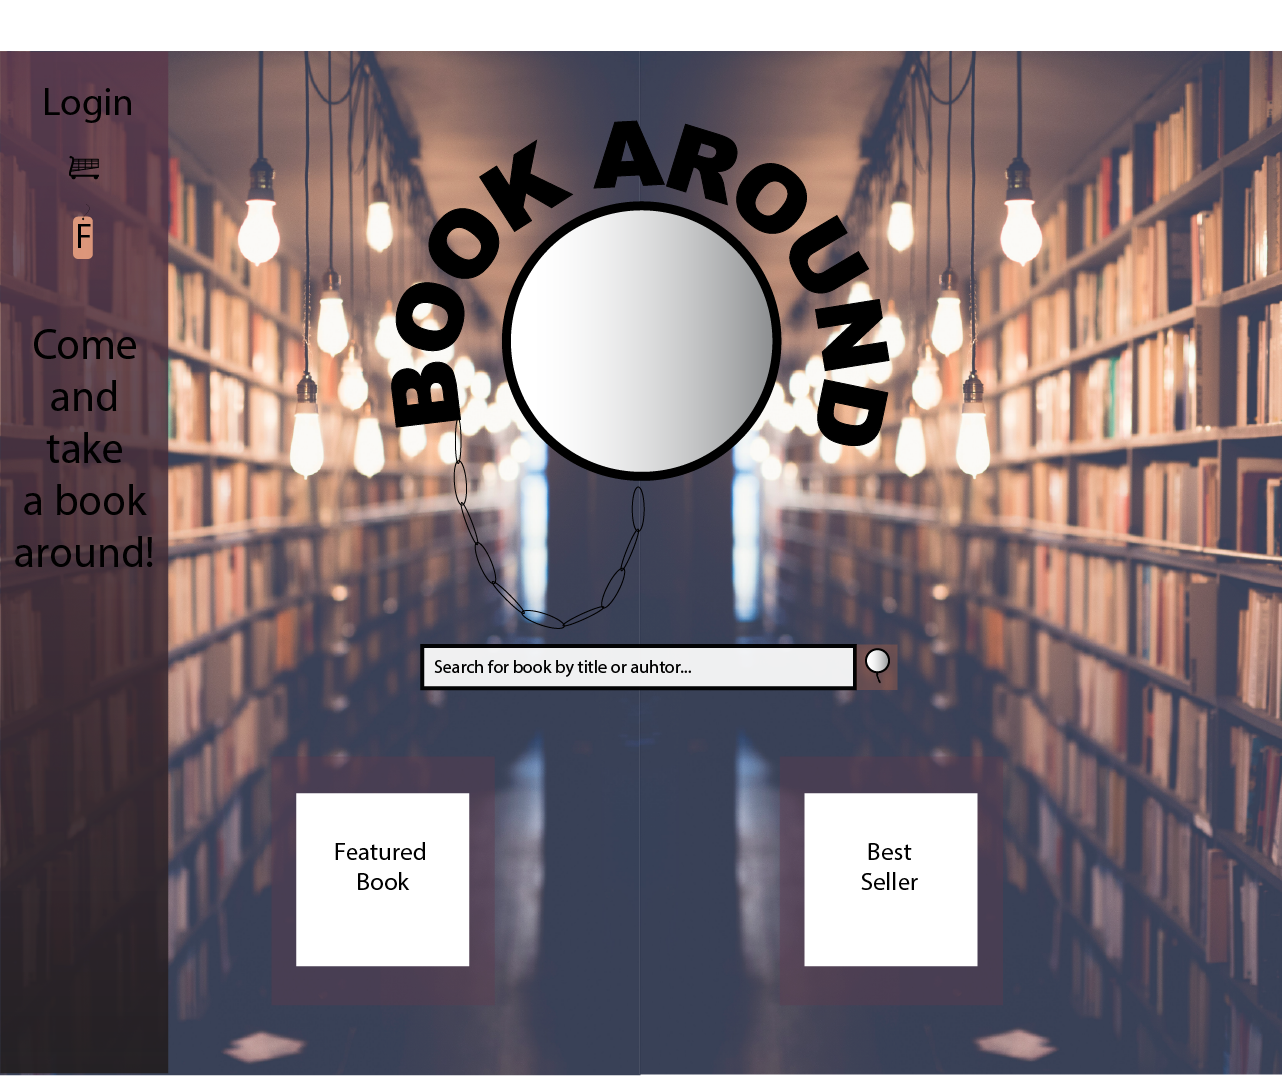 Login
F
Come
and
take
a book
around!
BOOK AROUND
Search for book by title or auhtor...
Featured
Book
Best
Seller